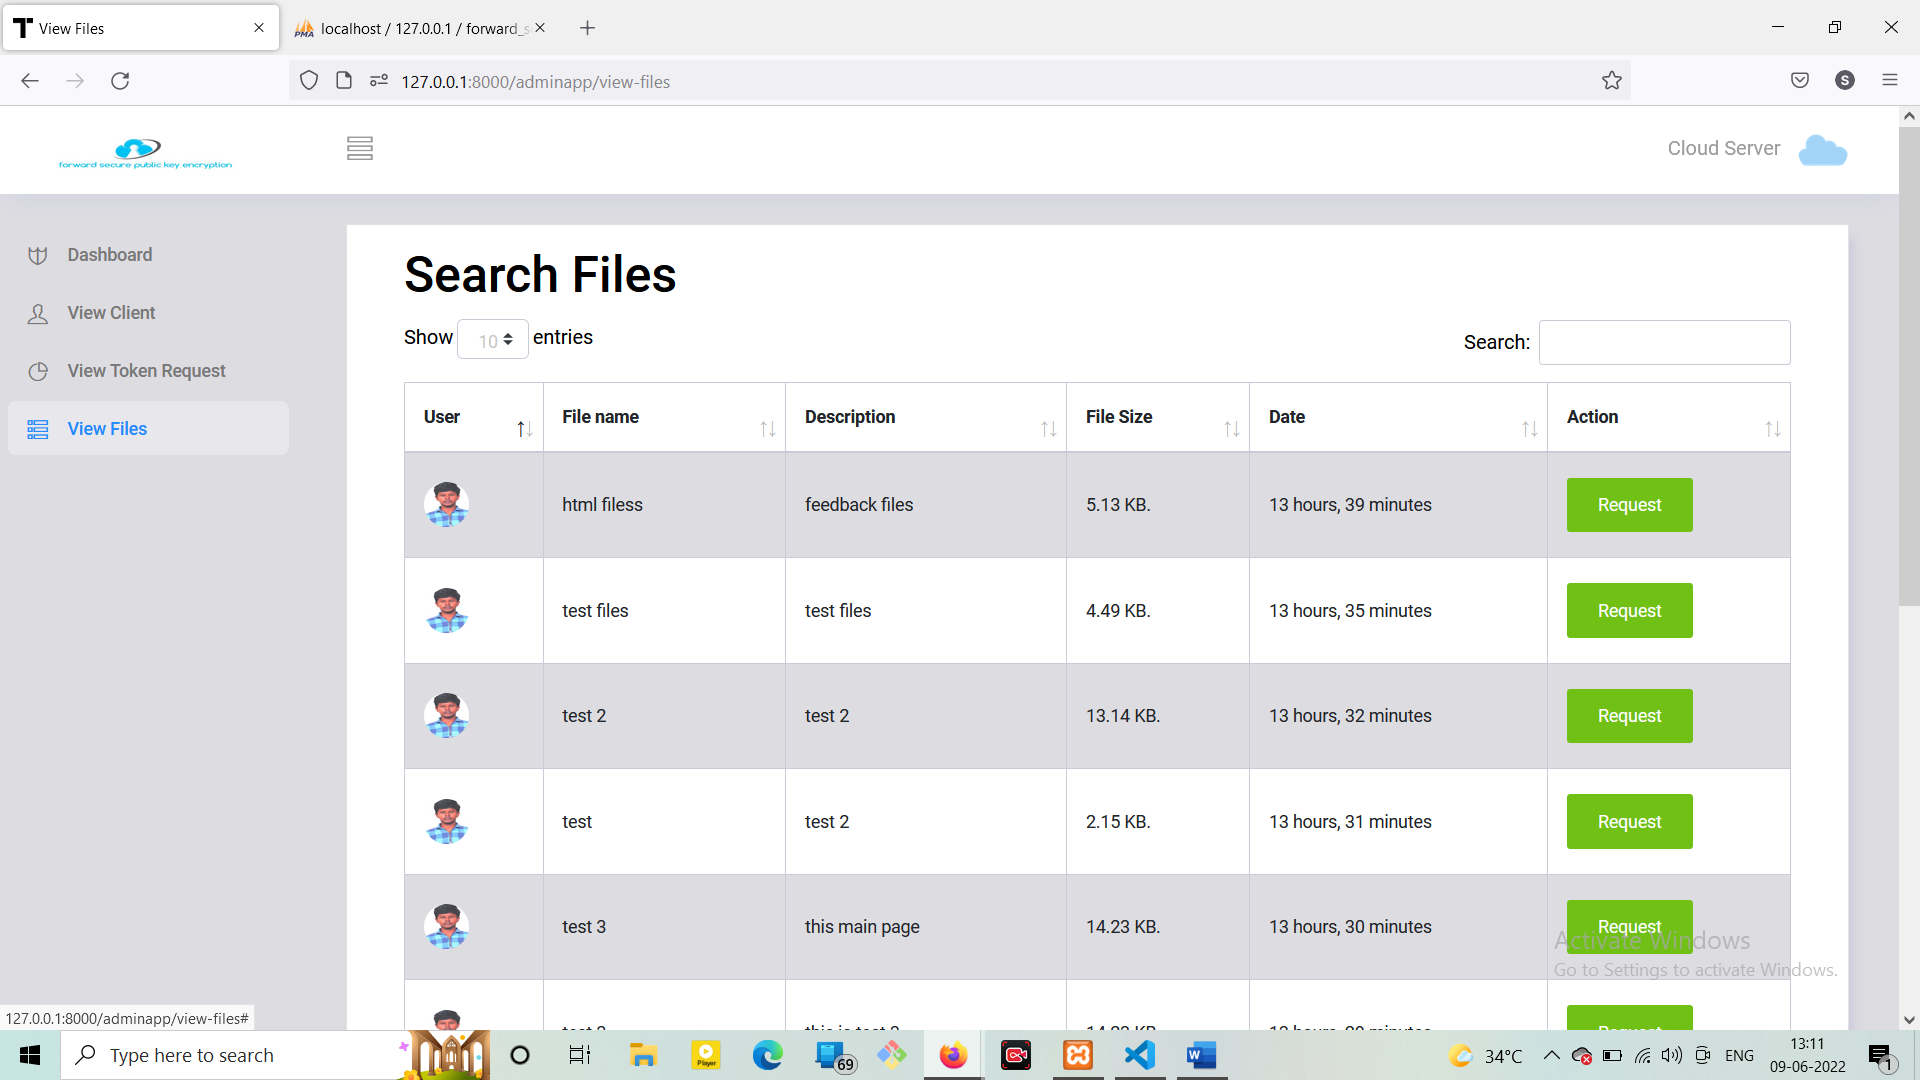 View Files
localhost / 127.0.0.1 / forward_s
127.0.0.1:8000/adminapp/view-files
forward secure public key encryption
Cloud Server
Dashboard
View Client
View Token Request
View Files
Search Files
Show 10 entries
Search:
User File name Description File Size Date Action
html filess feedback files 5.13 KB. 13 hours, 39 minutes Request
test files test files 4.49 KB. 13 hours, 35 minutes Request
test 2 test 2 13.14 KB. 13 hours, 32 minutes Request
test test 2 2.15 KB. 13 hours, 31 minutes Request
test 3 this main page 14.23 KB. 13 hours, 30 minutes Request
Activate Windows
Go to Settings to activate Windows.
127.0.0.1:8000/adminapp/view-files#
Type here to search
Player
69
34°C
ENG
13:11
09-06-2022
1